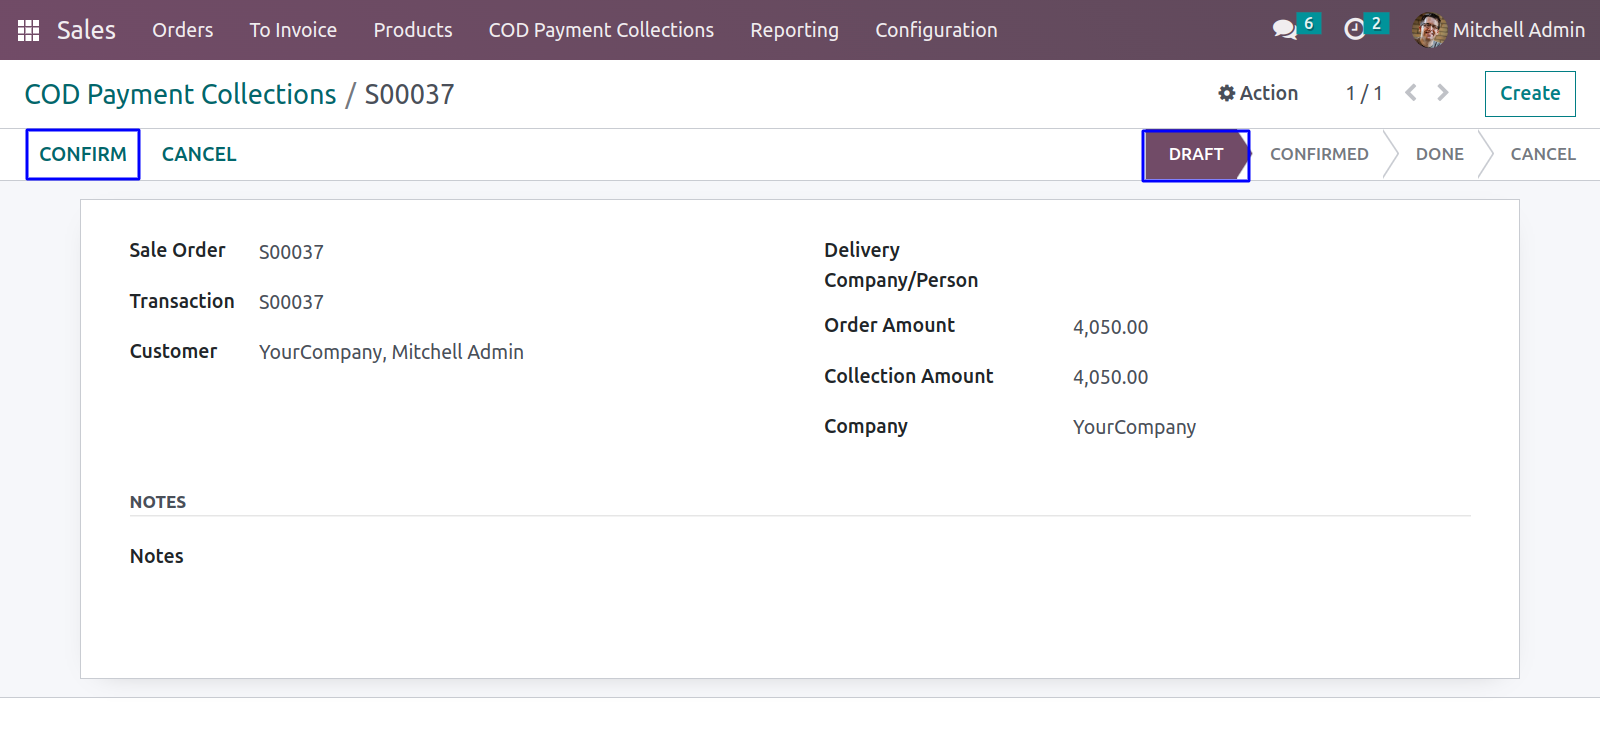 Sales Orders To Invoice Products COD Payment Collections Reporting Configuration 6 2 Mitchell Admin
COD Payment Collections / S00037 Action 1 / 1 Create
CONFIRM CANCEL DRAFT CONFIRMED DONE CANCEL
Sale Order S00037
Transaction S00037
Customer YourCompany, Mitchell Admin
Delivery
Company/Person
Order Amount 4,050.00
Collection Amount 4,050.00
Company YourCompany
NOTES
Notes